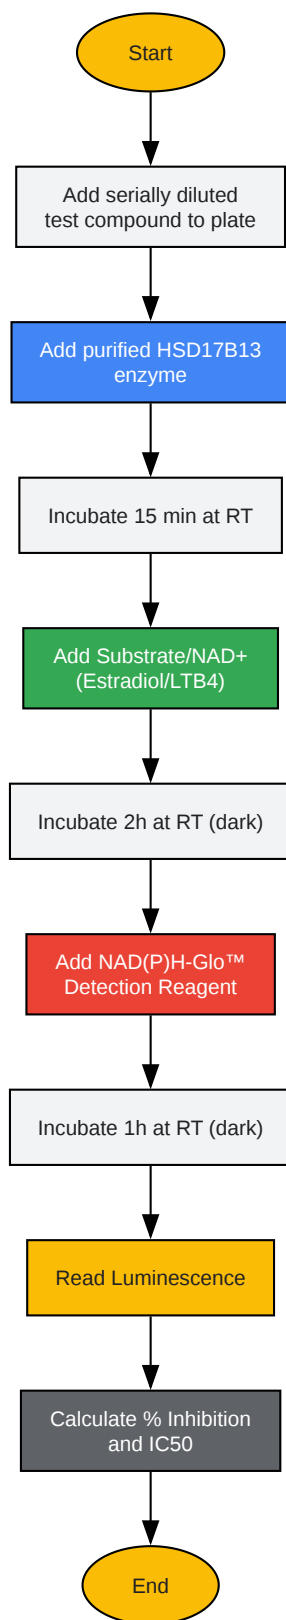 Start
Add serially diluted
test compound to plate
Add purified HSD17B13
enzyme
Incubate 15 min at RT
Add Substrate/NAD+
(Estradiol/LTB4)
Incubate 2h at RT (dark)
Add NAD(P)H-Glo™
Detection Reagent
Incubate 1h at RT (dark)
Read Luminescence
Calculate % Inhibition
and IC50
End